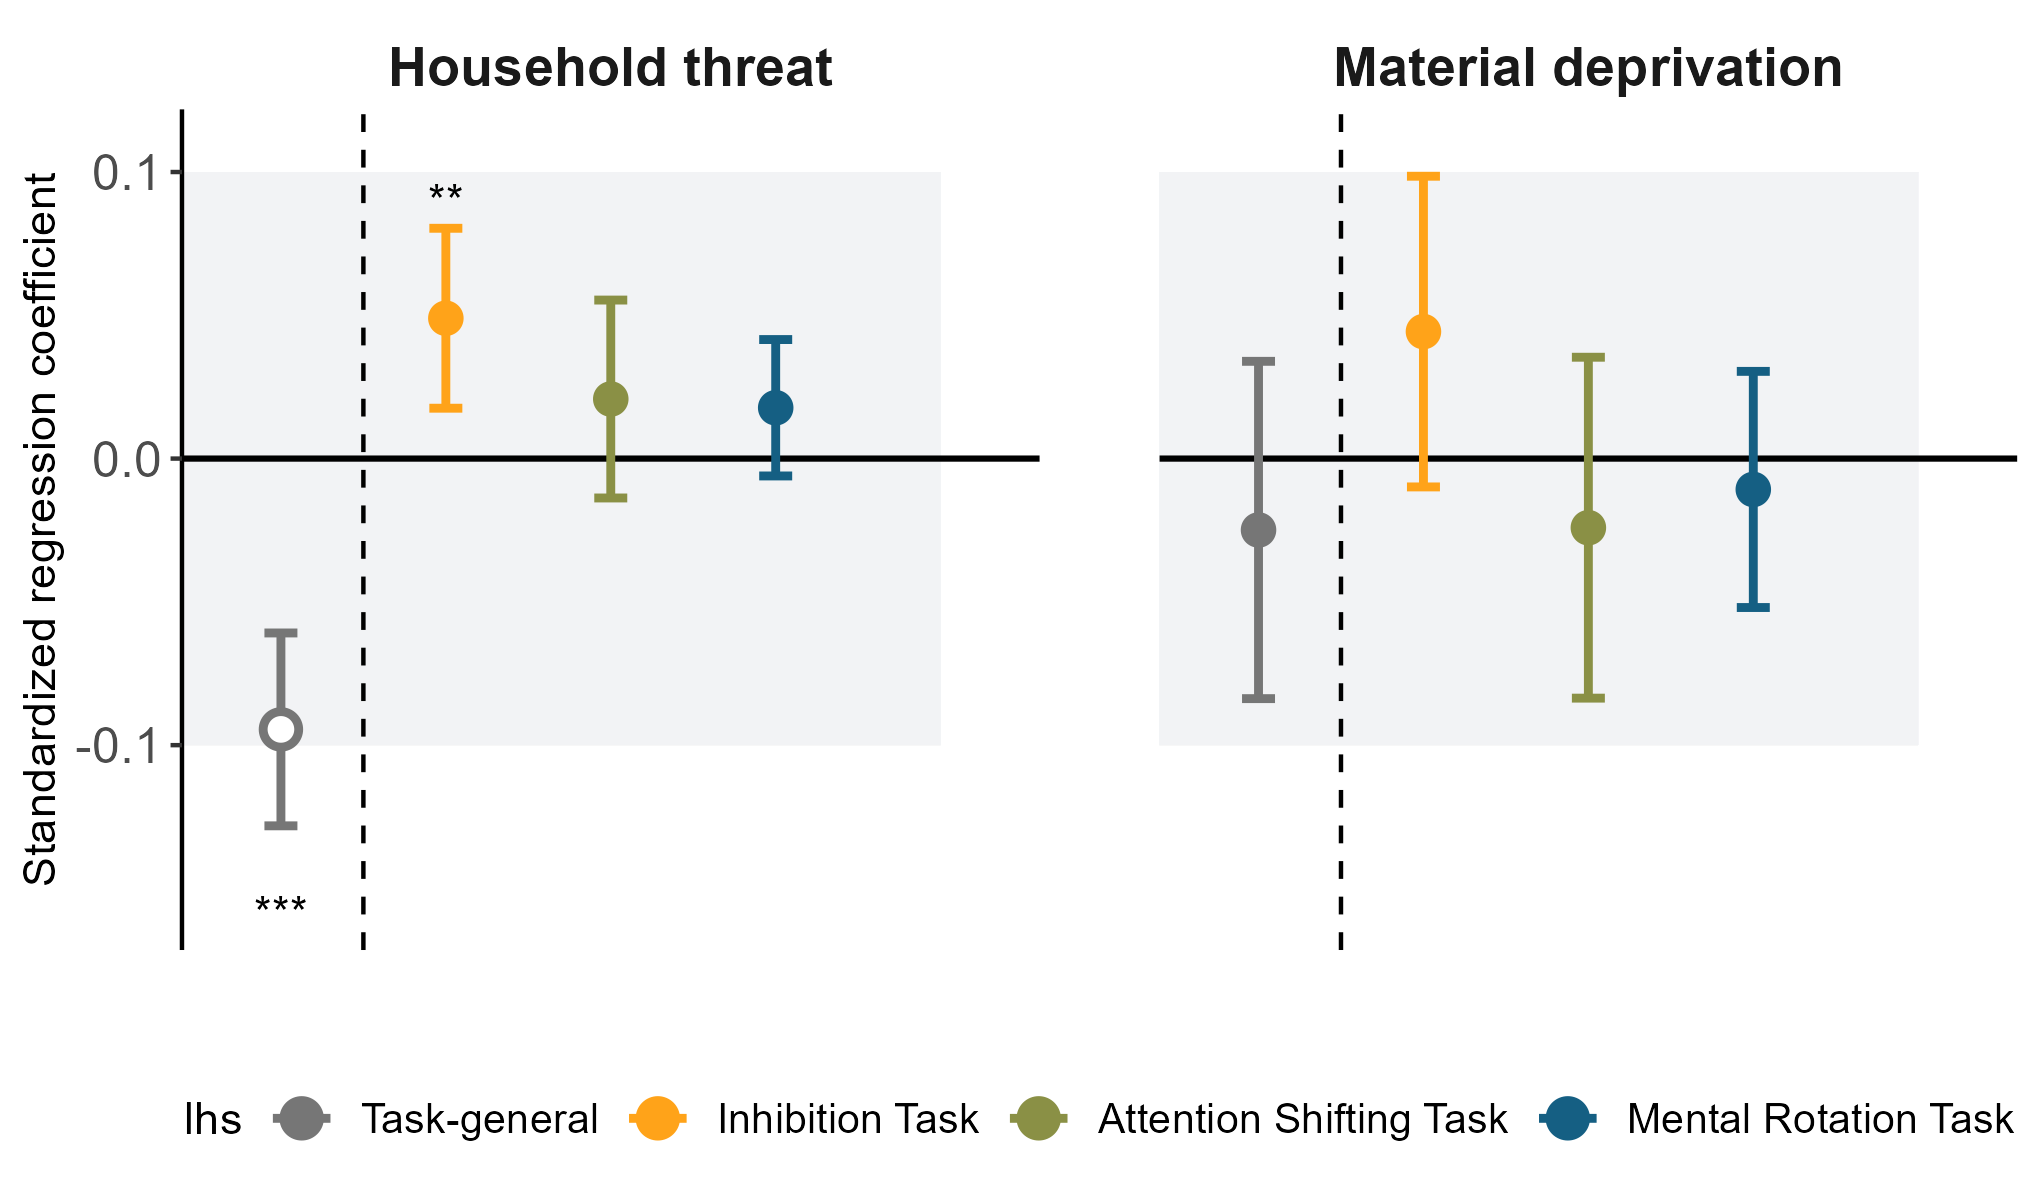 Household threat
Material deprivation
Standardized regression coefficient
0.1
0.0
-0.1
**
***
lhs Task-general Inhibition Task Attention Shifting Task Mental Rotation Task